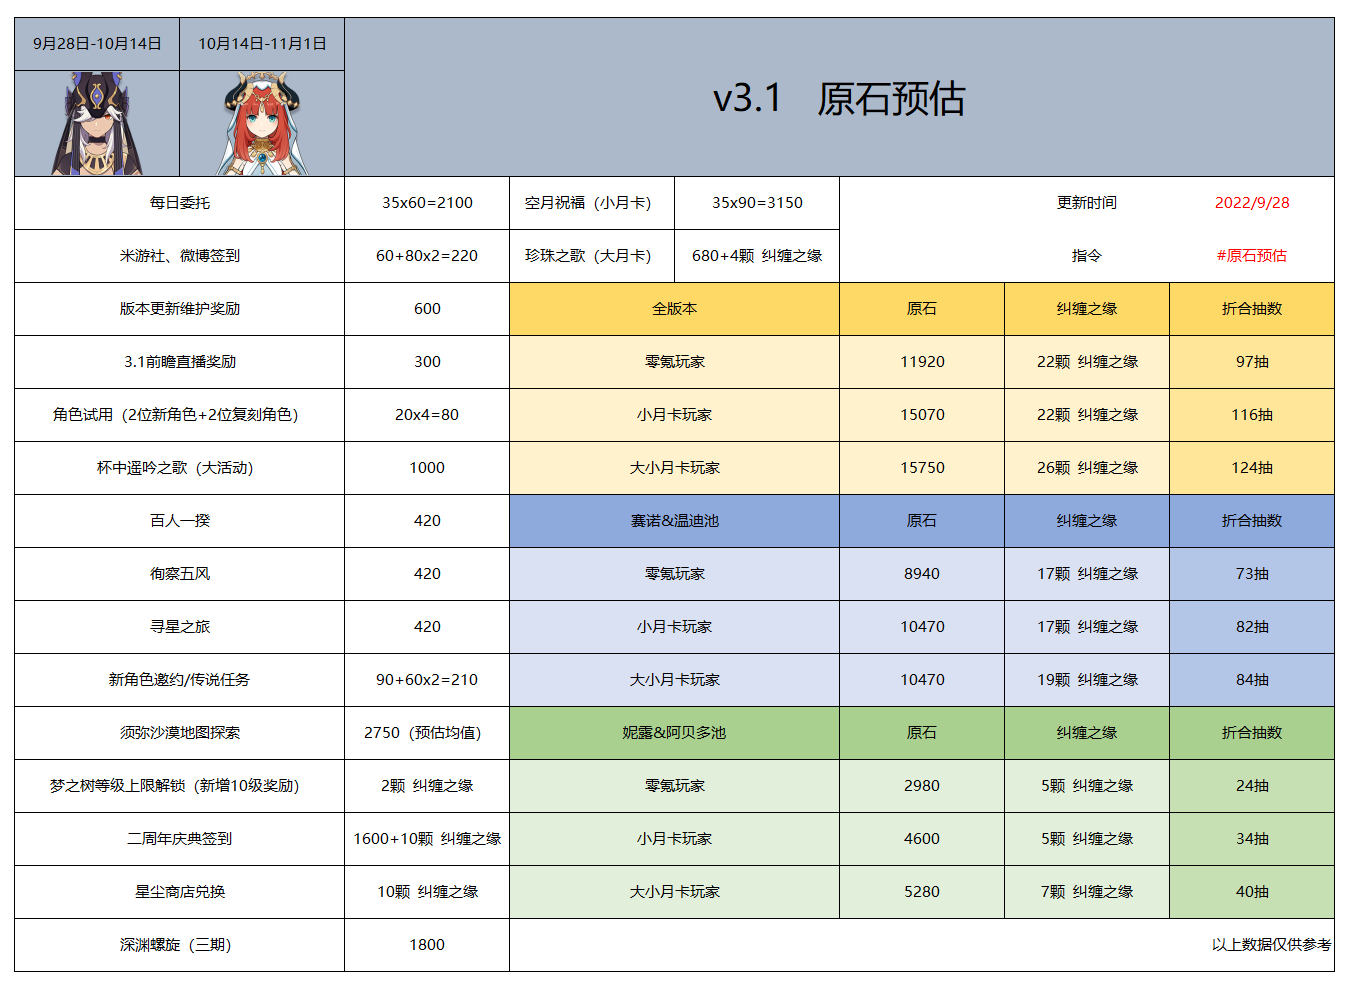 9月28日-10月14日 10月14日-11月1日
v3.1 原石预估
每日委托 35x60=2100 空月祝福（小月卡） 35x90=3150 更新时间 2022/9/28
米游社、微博签到 60+80x2=220 珍珠之歌（大月卡） 680+4颗 纠缠之缘 指令 #原石预估
版本更新维护奖励 600 全版本 原石 纠缠之缘 折合抽数
3.1前瞻直播奖励 300 零氪玩家 11920 22颗 纠缠之缘 97抽
角色试用（2位新角色+2位复刻角色） 20x4=80 小月卡玩家 15070 22颗 纠缠之缘 116抽
杯中遥吟之歌（大活动） 1000 大小月卡玩家 15750 26颗 纠缠之缘 124抽
百人一揆 420 赛诺&温迪池 原石 纠缠之缘 折合抽数
徇察五风 420 零氪玩家 8940 17颗 纠缠之缘 73抽
寻星之旅 420 小月卡玩家 10470 17颗 纠缠之缘 82抽
新角色邀约/传说任务 90+60x2=210 大小月卡玩家 10470 19颗 纠缠之缘 84抽
须弥沙漠地图探索 2750（预估均值） 妮露&阿贝多池 原石 纠缠之缘 折合抽数
梦之树等级上限解锁（新增10级奖励） 2颗 纠缠之缘 零氪玩家 2980 5颗 纠缠之缘 24抽
二周年庆典签到 1600+10颗 纠缠之缘 小月卡玩家 4600 5颗 纠缠之缘 34抽
星尘商店兑换 10颗 纠缠之缘 大小月卡玩家 5280 7颗 纠缠之缘 40抽
深渊螺旋（三期） 1800 以上数据仅供参考